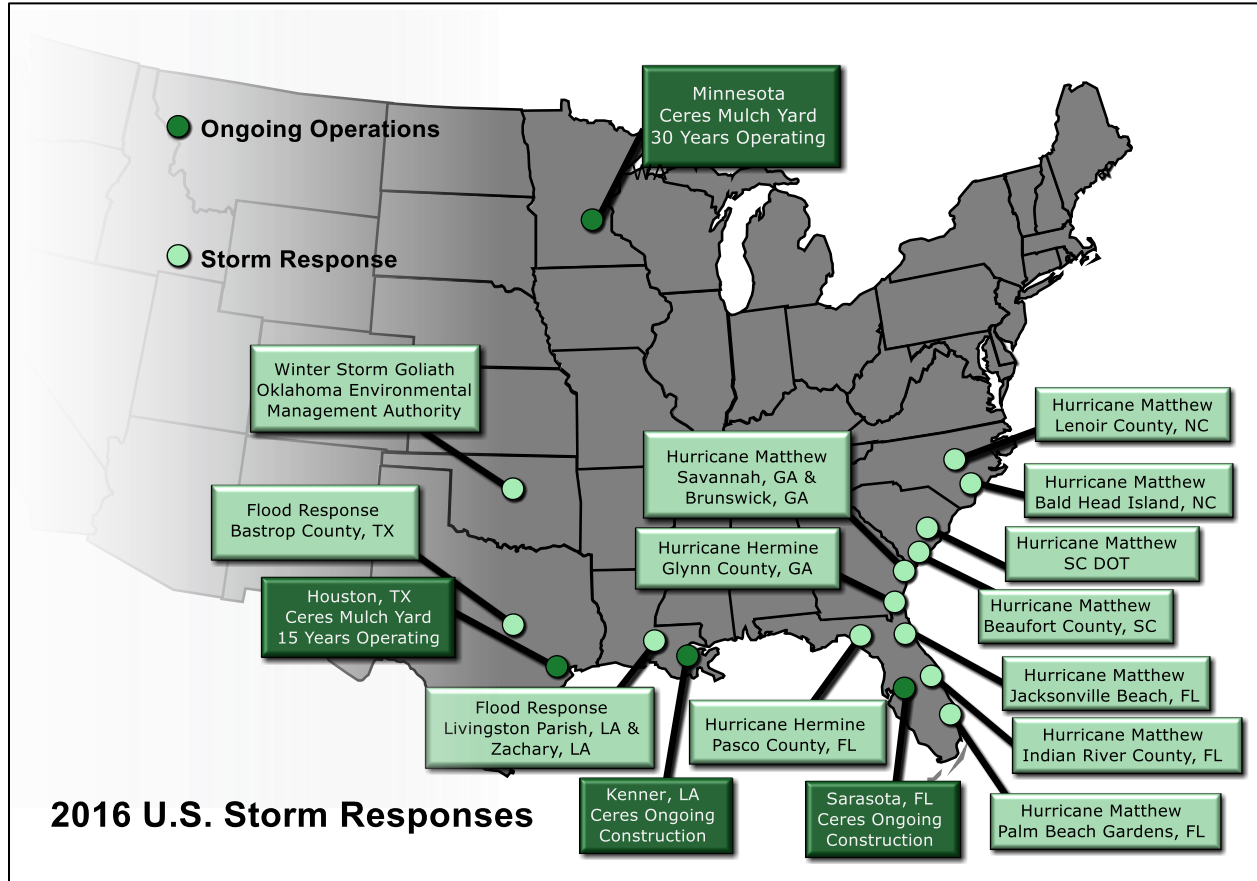 Minnesota
Ceres Mulch Yard
30 Years Operating
WA
Ongoing Operations
Storm Response
Winter Storm Goliath
Oklahoma Environmental
Management Authority
Hurricane Matthew
Lenoir County, NC
Hurricane Matthew
Savannah, GA &
Brunswick, GA
Hurricane Matthew
Bald Head Island, NC
Flood Response
Bastrop County, TX
Hurricane Hermine
Glynn County, GA
Hurricane Matthew
SC DOT
Houston, TX
Ceres Mulch Yard
15 Years Operating
Hurricane Matthew
Beaufort County, SC
Hurricane Matthew
Jacksonville Beach, FL
Flood Response
Livingston Parish, LA &
Zachary, LA
Hurricane Hermine
Pasco County, FL
Hurricane Matthew
Indian River County, FL
Kenner, LA
Ceres Ongoing
Construction
Sarasota, FL
Ceres Ongoing
Construction
Hurricane Matthew
Palm Beach Gardens, FL
2016 U.S. Storm Responses